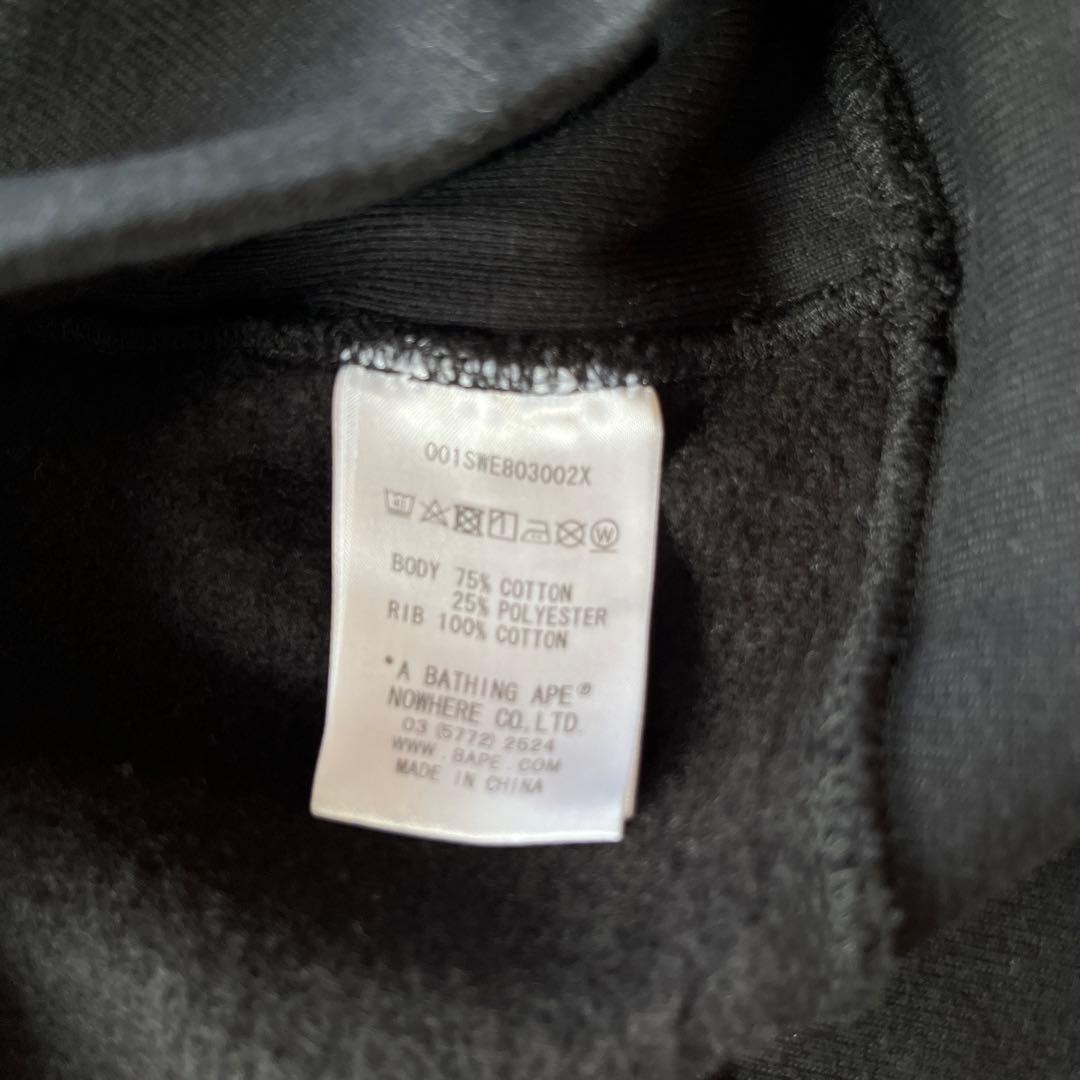 001SWE803002X
BODY 75% COTTON
25% POLYESTER
RIB 100% COTTON
*A BATHING APE®
NOWHERE CO.LTD.
03 (5772) 2524
WWW.BAPE.COM
MADE IN CHINA